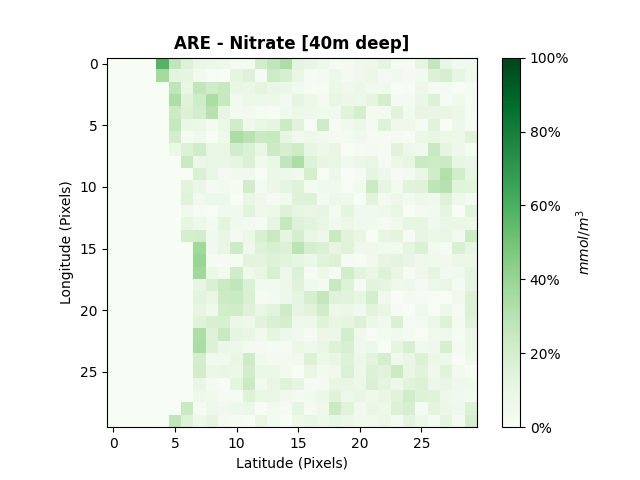 ARE - Nitrate [40m deep]
0
5
10
15
20
25
Longitude (Pixels)
0 5 10 15 20 25
Latitude (Pixels)
100%
80%
60%
40%
20%
0%
mmol/m³